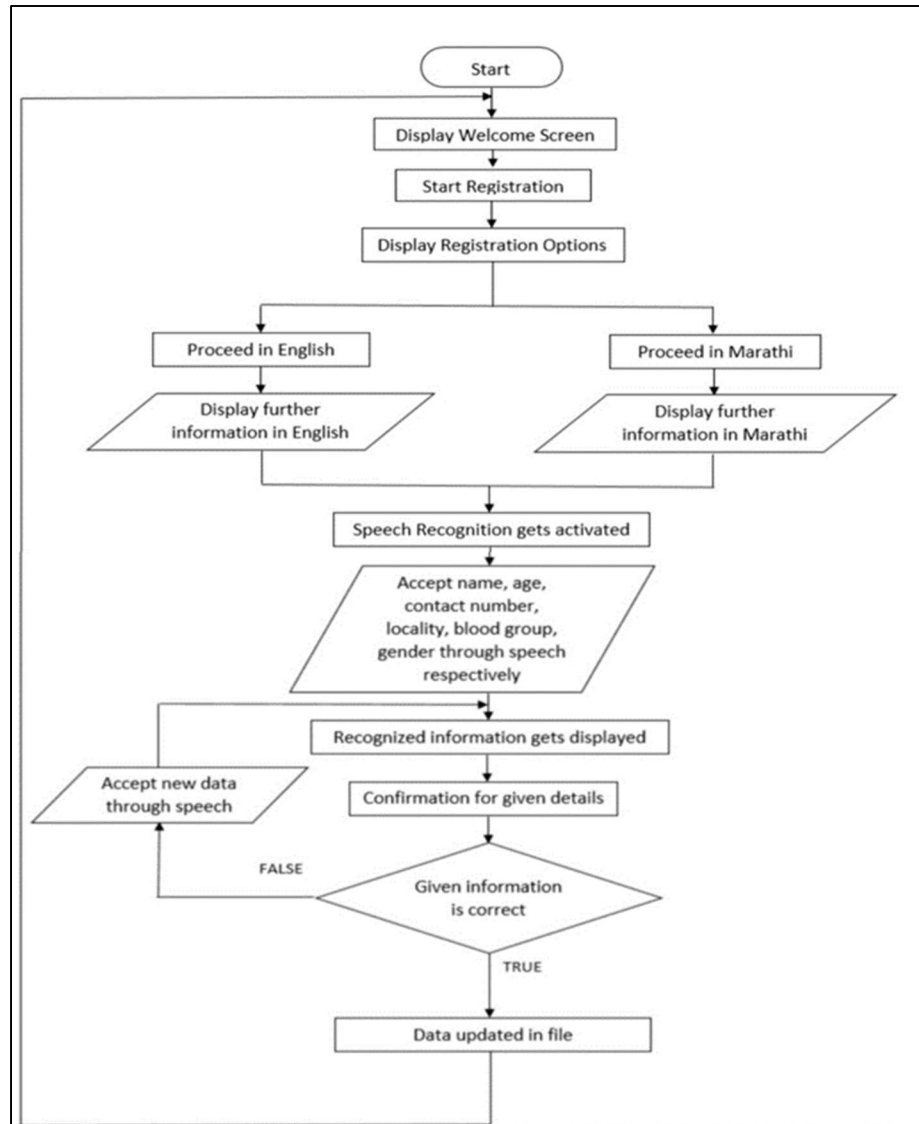 Start
Display Welcome Screen
Start Registration
Display Registration Options
Proceed in English
Proceed in Marathi
Display further
information in English
Display further
information in Marathi
Speech Recognition gets activated
Accept name, age,
contact number,
locality, blood group,
gender through speech
respectively
Recognized information gets displayed
Accept new data
through speech
Confirmation for given details
FALSE
Given information
is correct
TRUE
Data updated in file